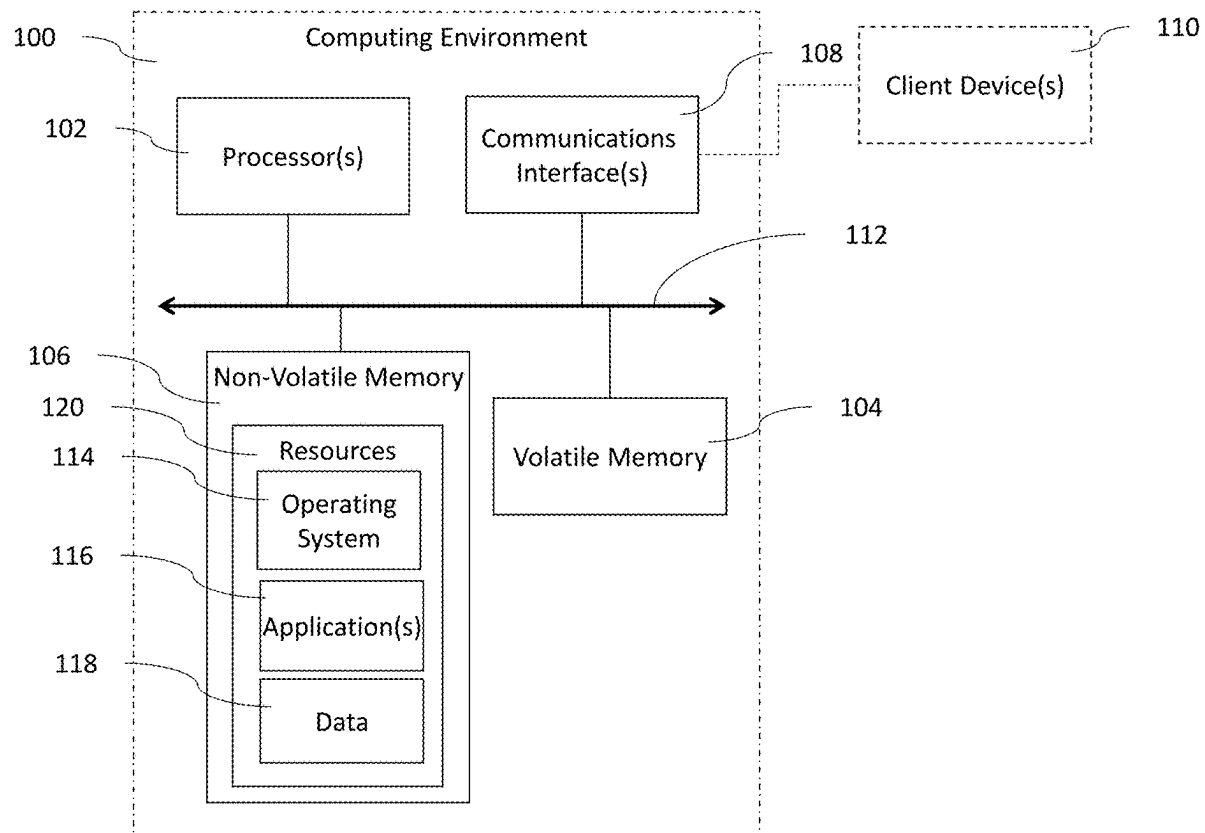 100
Computing Environment
110
108
Client Device(s)
102
Processor(s)
Communications
Interface(s)
112
106
Non-Volatile Memory
120
104
Resources
Volatile Memory
114
Operating
System
116
Application(s)
118
Data